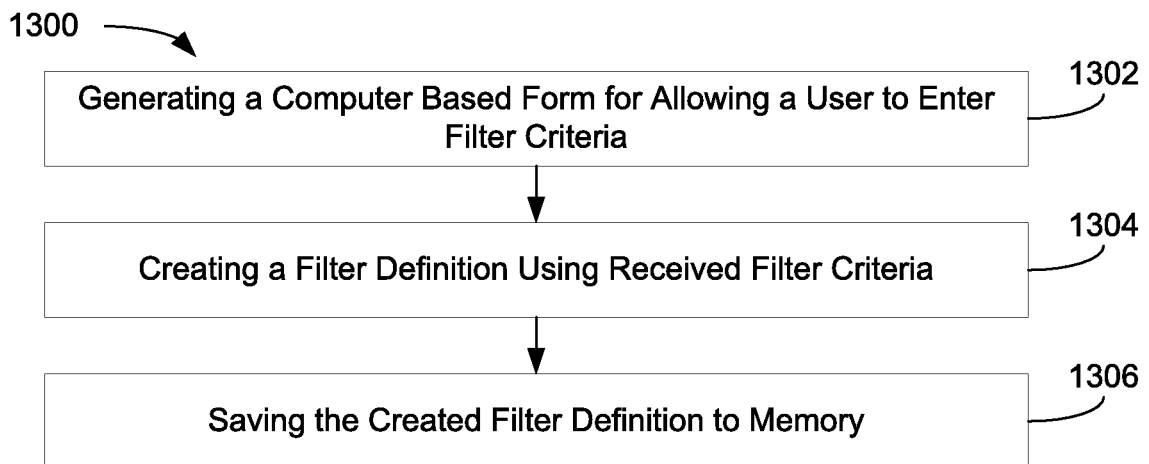 1300
1302
Generating a Computer Based Form for Allowing a User to Enter
Filter Criteria
1304
Creating a Filter Definition Using Received Filter Criteria
1306
Saving the Created Filter Definition to Memory